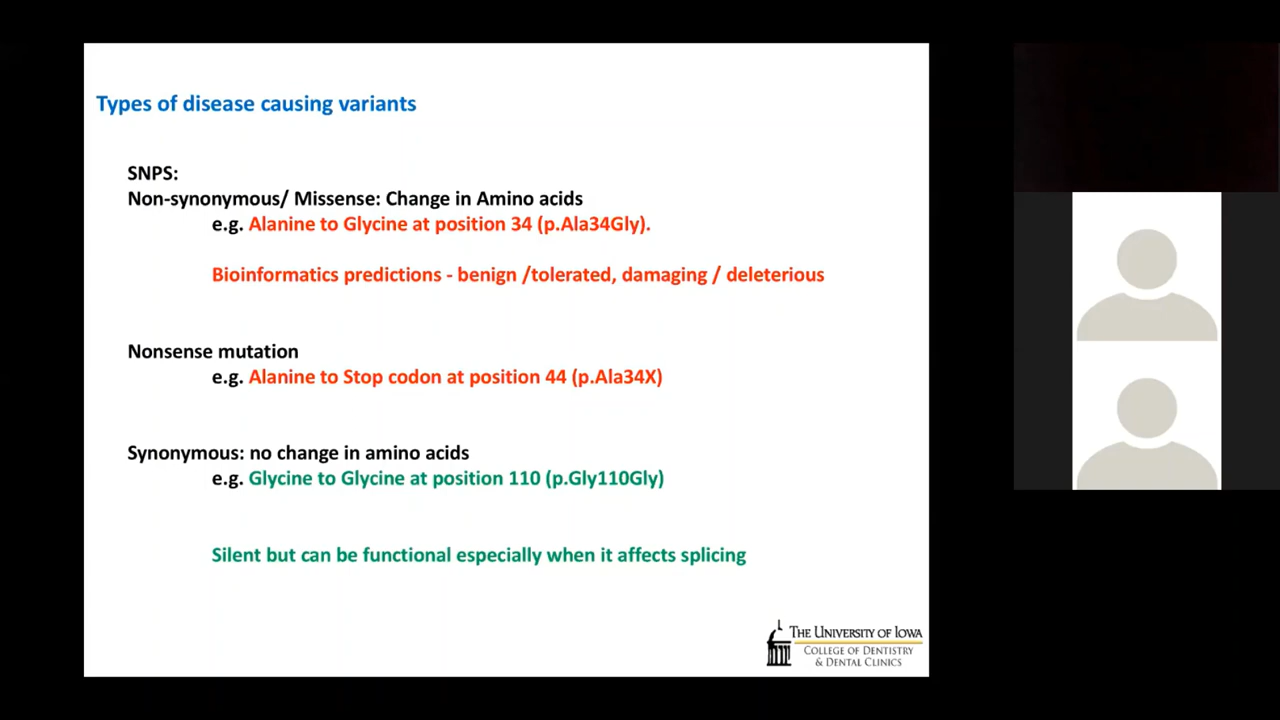 Types of disease causing variants
SNPS:
Non-synonymous/ Missense: Change in Amino acids
e.g. Alanine to Glycine at position 34 (p.Ala34Gly).
Bioinformatics predictions - benign /tolerated, damaging / deleterious
Nonsense mutation
e.g. Alanine to Stop codon at position 44 (p.Ala34X)
Synonymous: no change in amino acids
e.g. Glycine to Glycine at position 110 (p.Gly110Gly)
Silent but can be functional especially when it affects splicing
THE UNIVERSITY OF IOWA
COLLEGE OF DENTISTRY
& DENTAL CLINICS